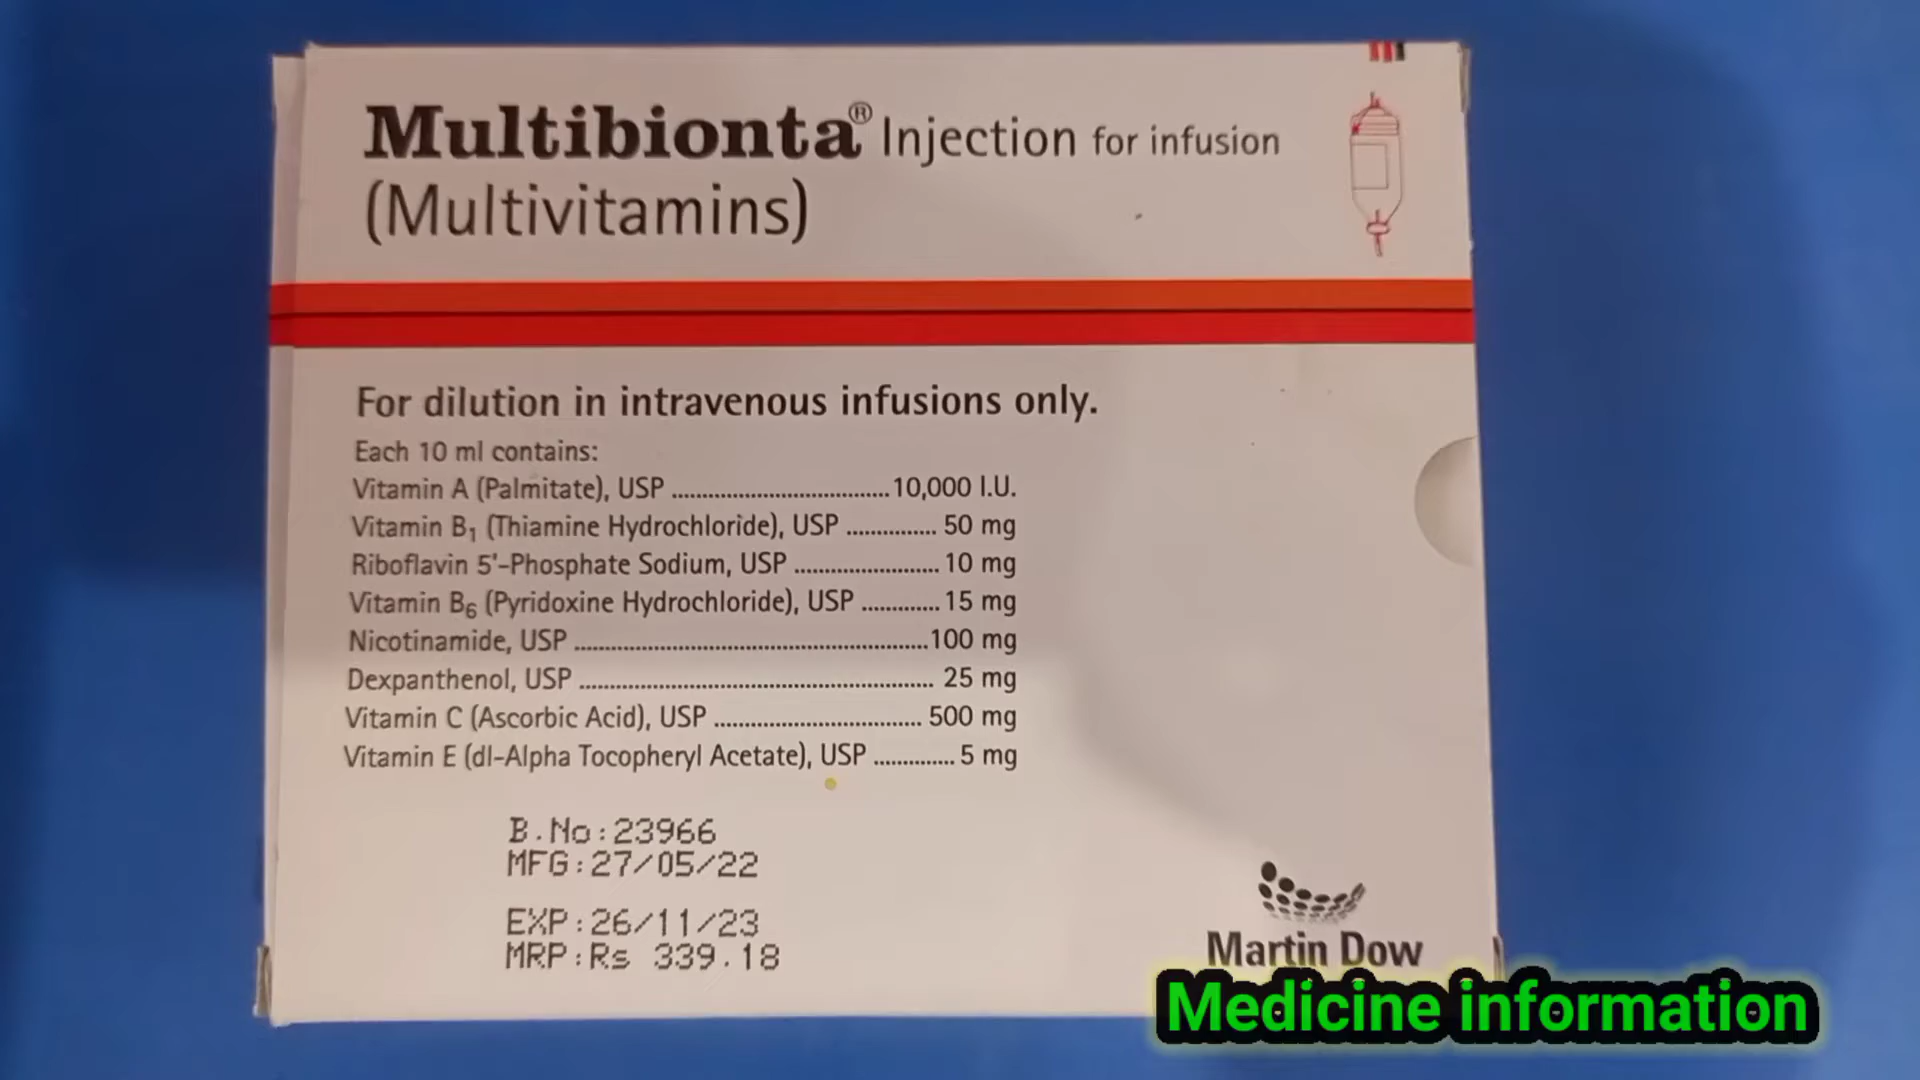 Multibionta® Injection for infusion
(Multivitamins)
For dilution in intravenous infusions only.
Each 10 ml contains:
Vitamin A (Palmitate), USP ................................10,000 I.U.
Vitamin B₁ (Thiamine Hydrochloride), USP ............. 50 mg
Riboflavin 5'-Phosphate Sodium, USP ..................... 10 mg
Vitamin B₆ (Pyridoxine Hydrochloride), USP ............ 15 mg
Nicotinamide, USP ....................................................100 mg
Dexpanthenol, USP .................................................... 25 mg
Vitamin C (Ascorbic Acid), USP .............................. 500 mg
Vitamin E (dl-Alpha Tocopheryl Acetate), USP ............ 5 mg
B.No:23966
MFG:27/05/22
EXP:26/11/23
MRP:Rs 339.18
Martin Dow
Medicine information